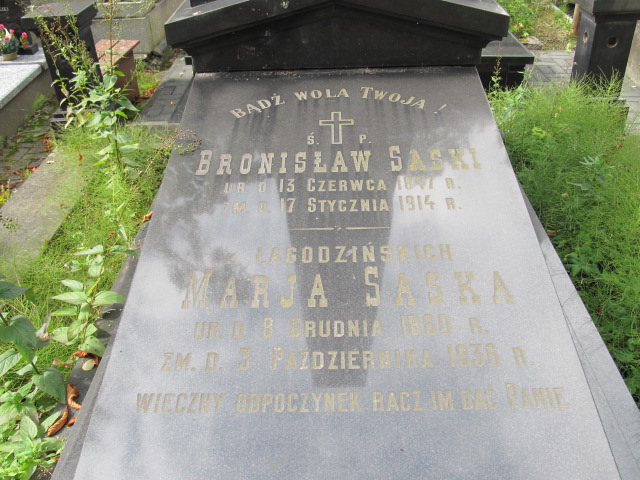 BĄDŹ WOLA TWOJA!
Ś. P.
BRONISŁAW SASKI
UR. D. 13 CZERWCA 1847 R.
ZM. D. 17 STYCZNIA 1914 R.
Z ŁAGODZIŃSKICH
MARJA SASKA
UR. D. 8 GRUDNIA 1860 R.
ZM. D. 3 PAŹDZIERNIKA 1936 R.
WIECZNY ODPOCZYNEK RACZ IM DAĆ PANIE